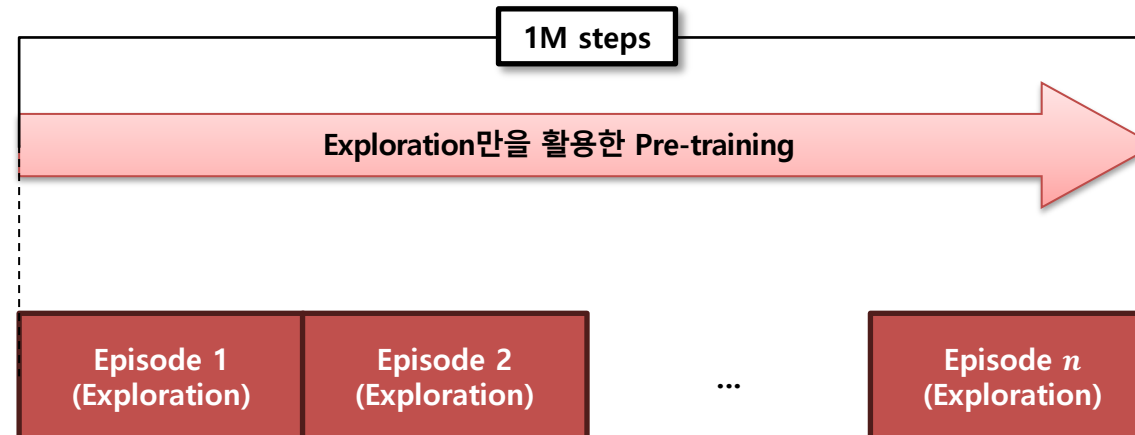 1M steps
Exploration만을 활용한 Pre-training
Episode 1
(Exploration)
Episode 2
(Exploration)
...
Episode n
(Exploration)